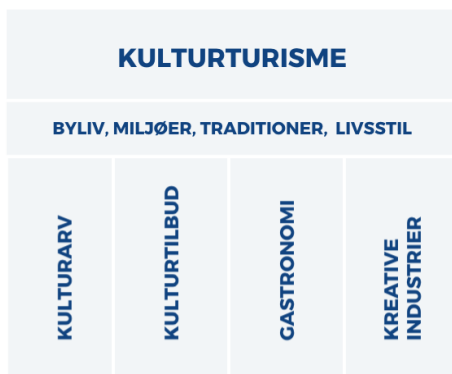 KULTURTURISME
BYLIV, MILJØER, TRADITIONER, LIVSSTIL
KULTURARV
KULTURTILBUD
GASTRONOMI
KREATIVE
INDUSTRIER